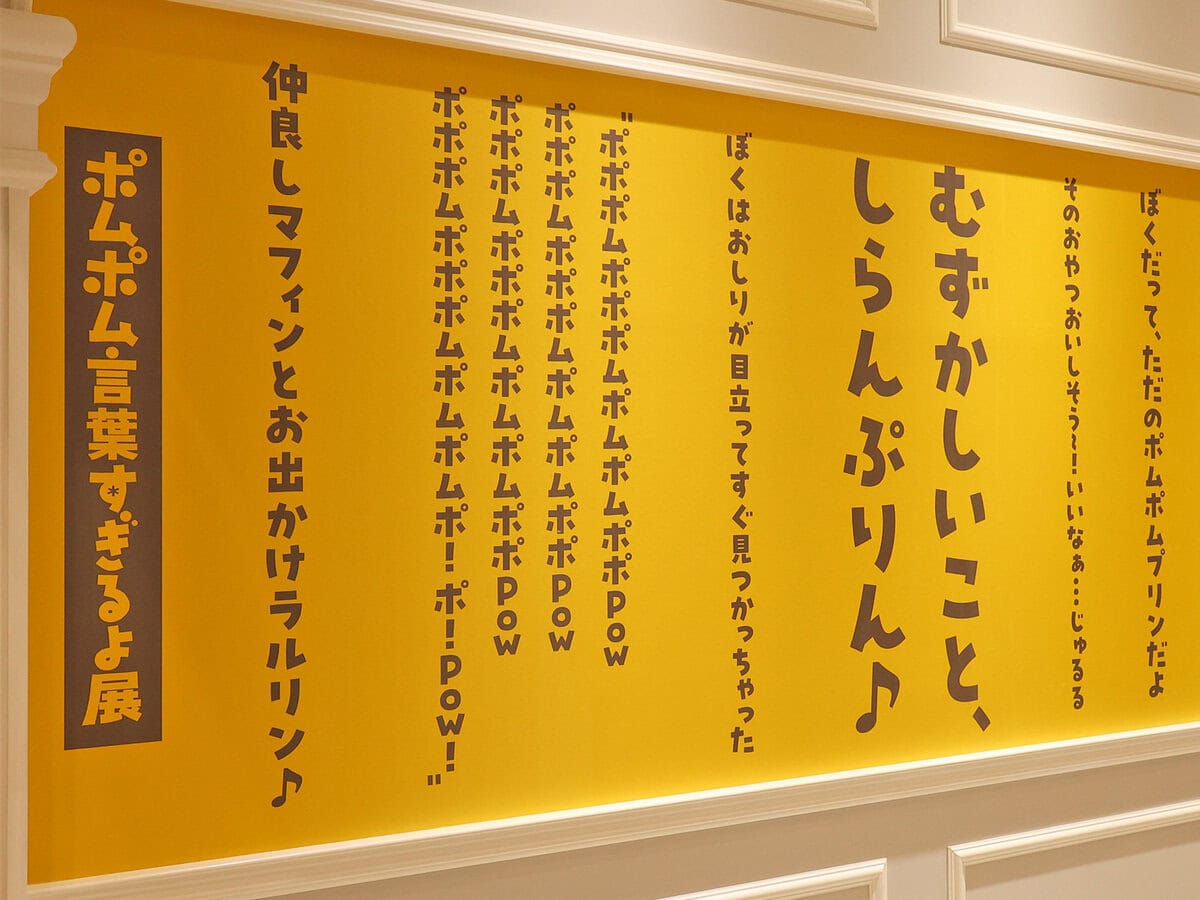 ぼくだって、ただのポムポムプリンだよ
そのおやつおいしそう〜!いいなぁ…じゅるる
むずかしいこと、
しらんぷりん♪
ぼくはおしりが目立ってすぐ見つかっちゃった
"ポポポムポポポムポムポムポポpow
ポポポムポポポムポムポムポポpow
ポポポムポポポムポムポムポポpow
ポポポムポポポムポムポムポ!ポ!!pow!"
仲良しマフィンとお出かけラルリン♪
ポムポム・言葉すぎるよ展